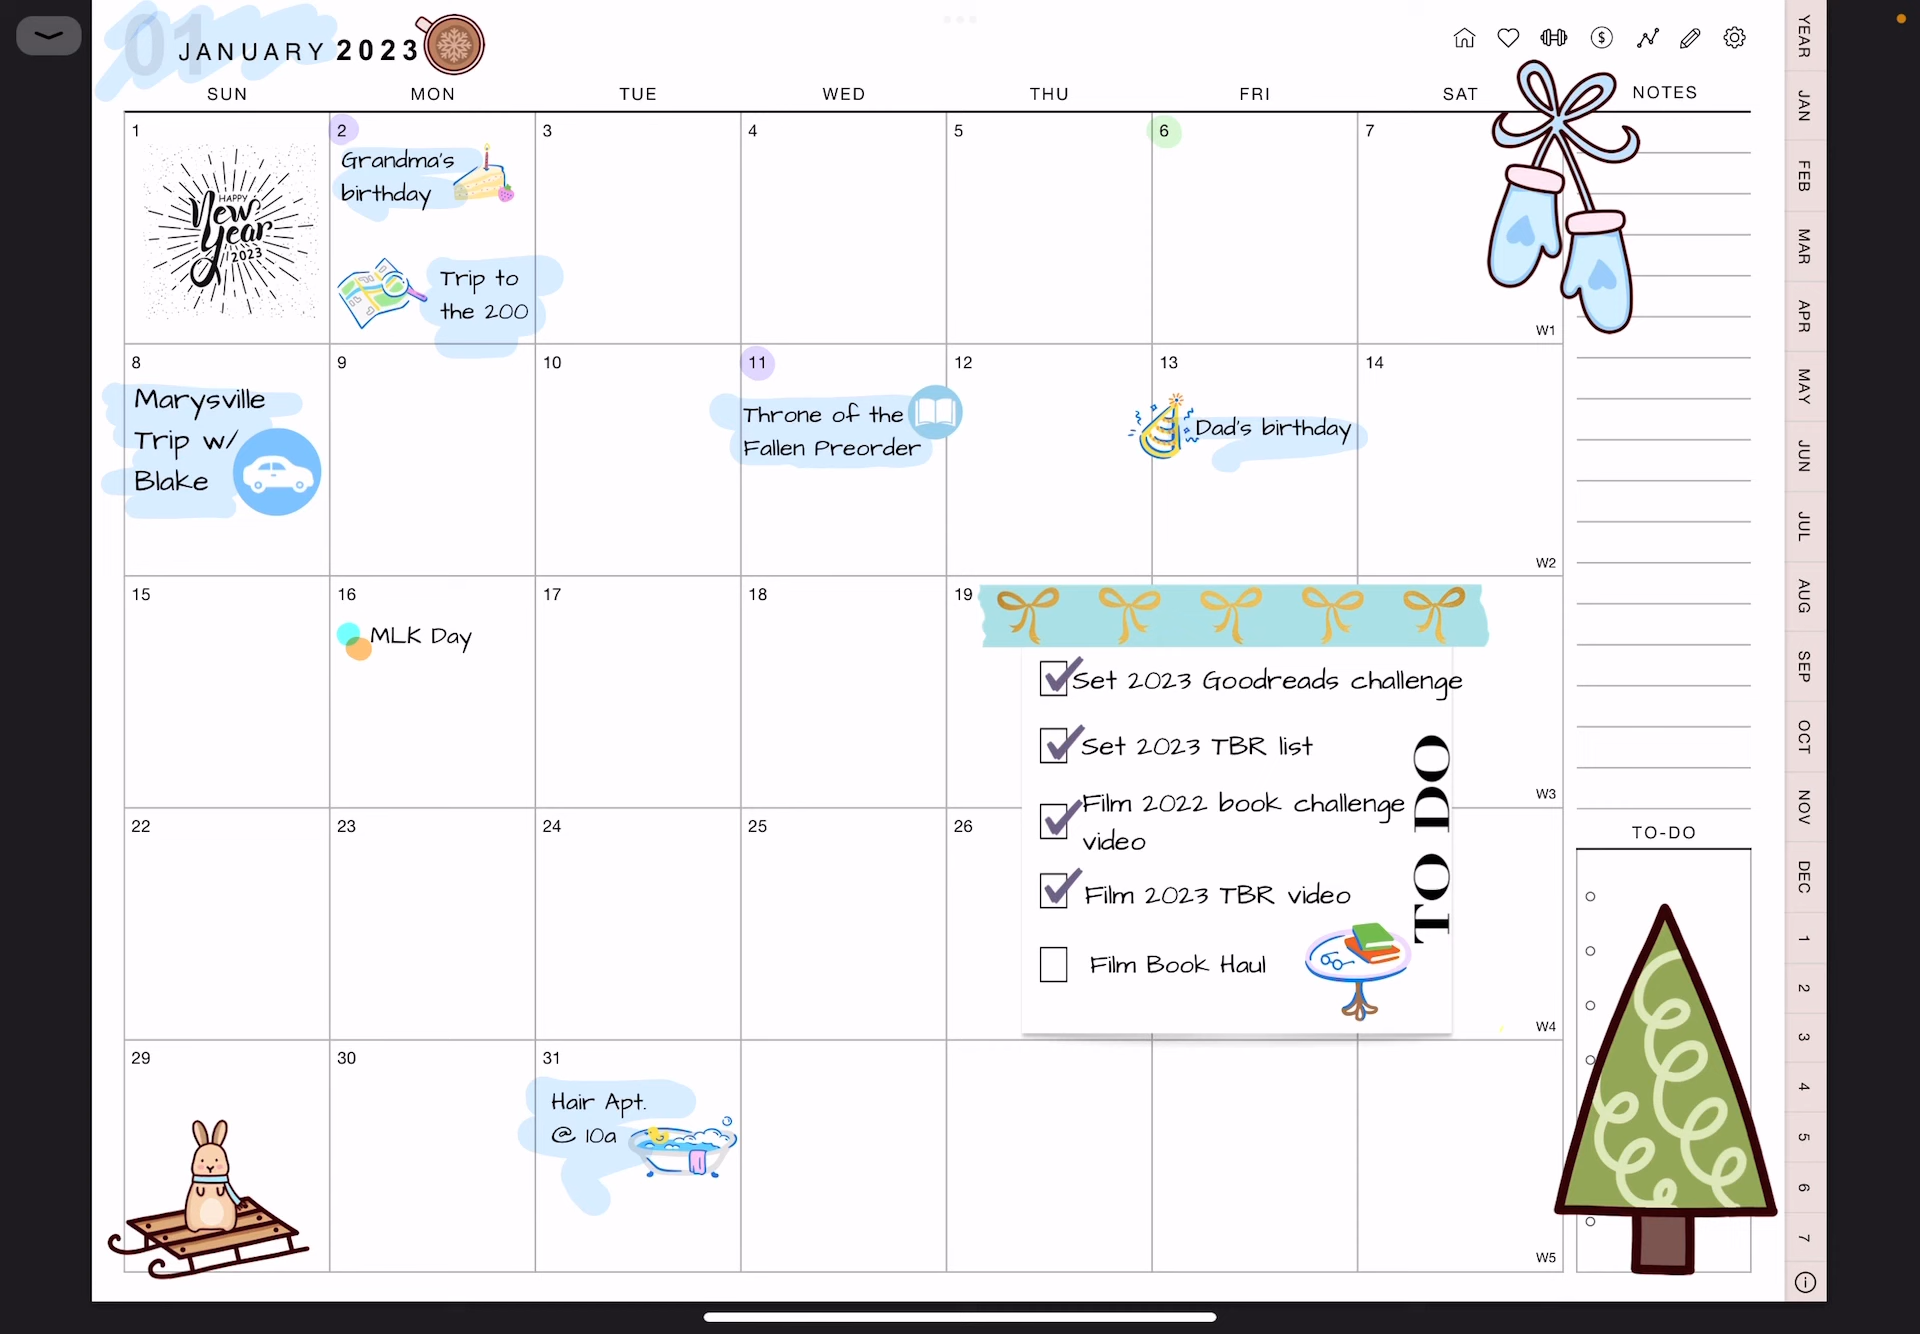 01
JANUARY 2023
SUN MON TUE WED THU FRI SAT NOTES
1 2 3 4 5 6 7
HAPPY
New
Year
2023
Grandma's
birthday
Trip to
the 200
W1
8 9 10 11 12 13 14
Marysville
Trip w/
Blake
Throne of the
Fallen Preorder
Dad's birthday
W2
15 16 17 18 19
MLK Day
W3
22 23 24 25 26
Set 2023 Goodreads challenge
Set 2023 TBR list
Film 2022 book challenge
video
Film 2023 TBR video
Film Book Haul
TO DO
W4
29 30 31
Hair Apt.
@ 10a
W5
TO-DO
YEAR
JAN
FEB
MAR
APR
MAY
JUN
JUL
AUG
SEP
OCT
NOV
DEC
1
2
3
4
5
6
7